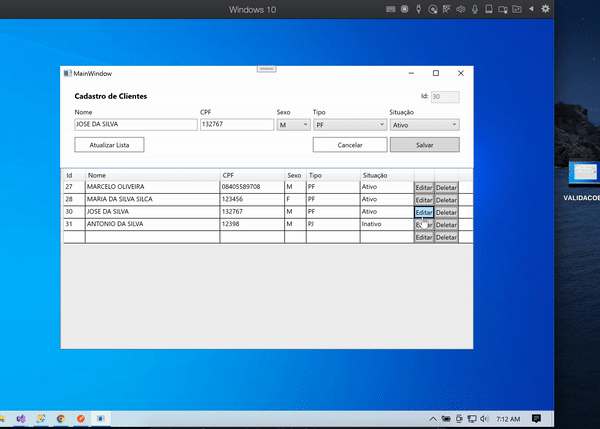 Windows 10
MainWindow
Cadastro de Clientes
Id: 30
Nome CPF Sexo Tipo Situação
JOSE DA SILVA 132767 M PF Ativo
Atualizar Lista Cancelar Salvar
Id Nome CPF Sexo Tipo Situação
27 MARCELO OLIVEIRA 08405589708 M PF Ativo Editar Deletar
28 MARIA DA SILVA SILCA 123456 F PF Ativo Editar Deletar
30 JOSE DA SILVA 132767 M PF Ativo Editar Deletar
31 ANTONIO DA SILVA 12398 M PJ Inativo Editar Deletar
Editar Deletar
VALIDACOE
7:12 AM